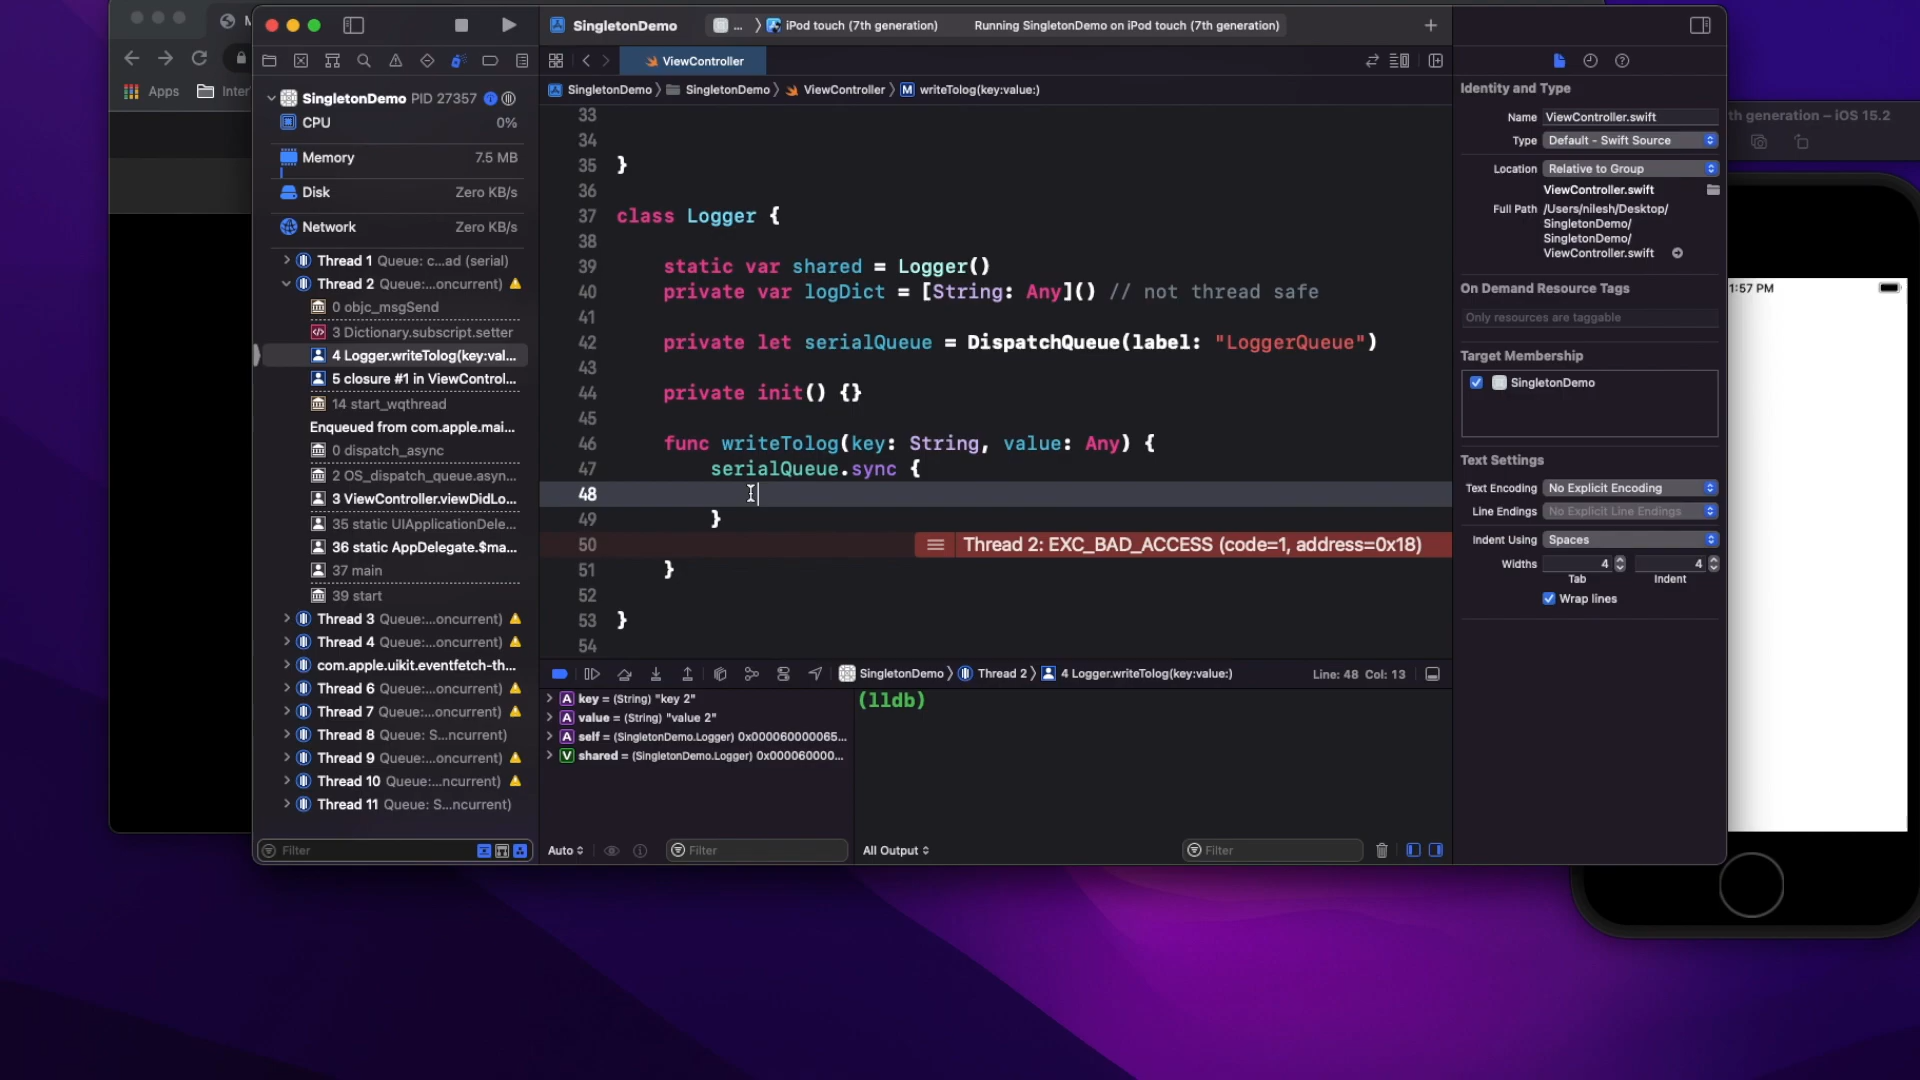 SingletonDemo
...
iPod touch (7th generation)
Running SingletonDemo on iPod touch (7th generation)
ViewController
Apps
SingletonDemo
SingletonDemo
ViewController
M
writeTolog(key:value:)
SingletonDemo PID 27357
CPU 0%
Memory 7.5 MB
Disk Zero KB/s
Network Zero KB/s
Thread 1 Queue: c...ad (serial)
Thread 2 Queue:...oncurrent)
0 objc_msgSend
3 Dictionary.subscript.setter
4 Logger.writeTolog(key:val...
5 closure #1 in ViewControl...
14 start_wqthread
Enqueued from com.apple.mai...
0 dispatch_async
2 OS_dispatch_queue.asyn...
3 ViewController.viewDidLo...
35 static UIApplicationDele...
36 static AppDelegate.$ma...
37 main
39 start
Thread 3 Queue:...oncurrent)
Thread 4 Queue:...oncurrent)
com.apple.uikit.eventfetch-th...
Thread 6 Queue:...oncurrent)
Thread 7 Queue:...oncurrent)
Thread 8 Queue: S...ncurrent)
Thread 9 Queue:...oncurrent)
Thread 10 Queue:...ncurrent)
Thread 11 Queue: S...ncurrent)
Filter
33
34
35 }
36
37 class Logger {
38
39 static var shared = Logger()
40 private var logDict = [String: Any]() // not thread safe
41
42 private let serialQueue = DispatchQueue(label: "LoggerQueue")
43
44 private init() {}
45
46 func writeTolog(key: String, value: Any) {
47 serialQueue.sync {
48
49 }
50 Thread 2: EXC_BAD_ACCESS (code=1, address=0x18)
51 }
52
53 }
54
SingletonDemo
Thread 2
4 Logger.writeTolog(key:value:)
Line: 48 Col: 13
A key = (String) "key 2"
A value = (String) "value 2"
A self = (SingletonDemo.Logger) 0x000060000065...
V shared = (SingletonDemo.Logger) 0x000060000...
(lldb)
Auto
Filter
All Output
Filter
Identity and Type
Name ViewController.swift
Type Default - Swift Source
Location Relative to Group
ViewController.swift
Full Path /Users/nilesh/Desktop/
SingletonDemo/
SingletonDemo/
ViewController.swift
On Demand Resource Tags
Only resources are taggable
Target Membership
SingletonDemo
Text Settings
Text Encoding No Explicit Encoding
Line Endings No Explicit Line Endings
Indent Using Spaces
Widths 4 4
Tab Indent
Wrap lines
th generation – iOS 15.2
1:57 PM